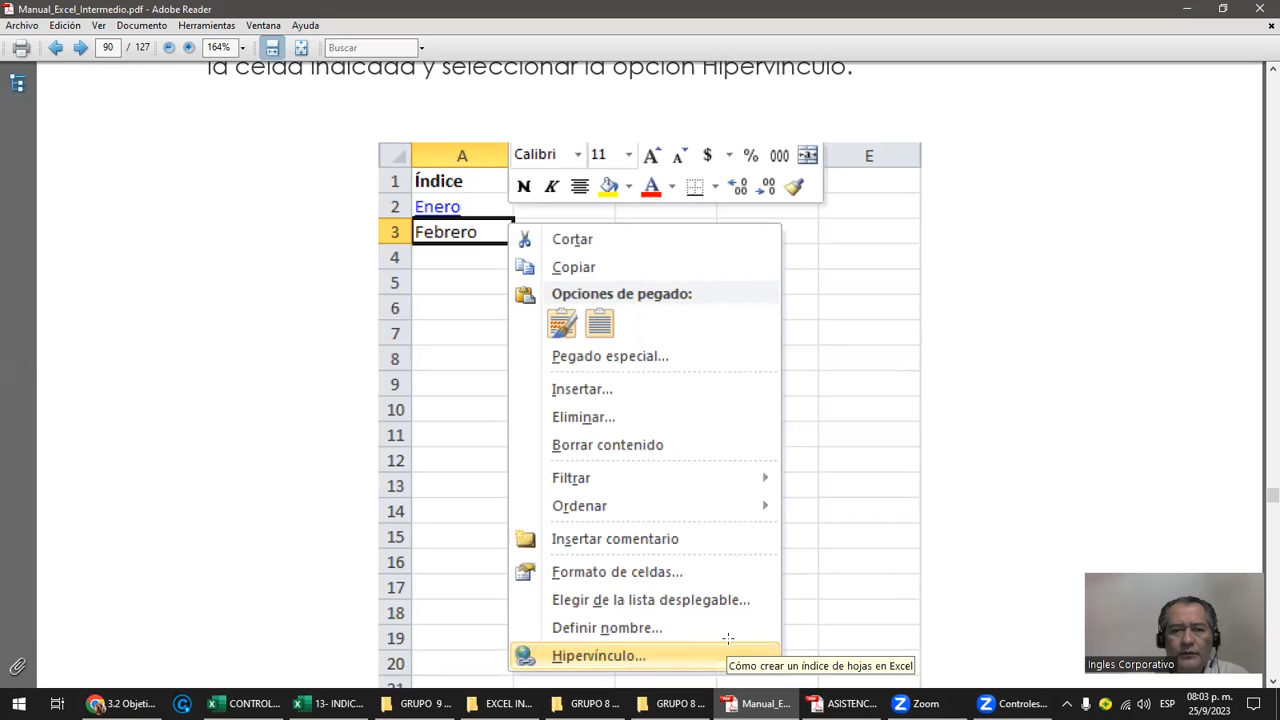 Manual_Excel_Intermedio.pdf - Adobe Reader
Archivo Edición Ver Documento Herramientas Ventana Ayuda
90 / 127 164% Buscar
la celda indicada y seleccionar la opción Hipervínculo.
Calibri 11 $ % 000
A E
N K A
1 Índice
2 Enero
3 Febrero
4
5
6
7
8
9
10
11
12
13
14
15
16
17
18
19
20
21
Cortar
Copiar
Opciones de pegado:
Pegado especial...
Insertar...
Eliminar...
Borrar contenido
Filtrar
Ordenar
Insertar comentario
Formato de celdas...
Elegir de la lista desplegable...
Definir nombre...
Hipervínculo...
Cómo crear un índice de hojas en Excel
Ingles Corporativo
3.2 Objeti... CONTROL... 13- INDIC... GRUPO 9 ... EXCEL INT... GRUPO 8 ... GRUPO 8 ... Manual_E... ASISTENC... Zoom Controles... ESP 08:03 p. m.
25/9/2023